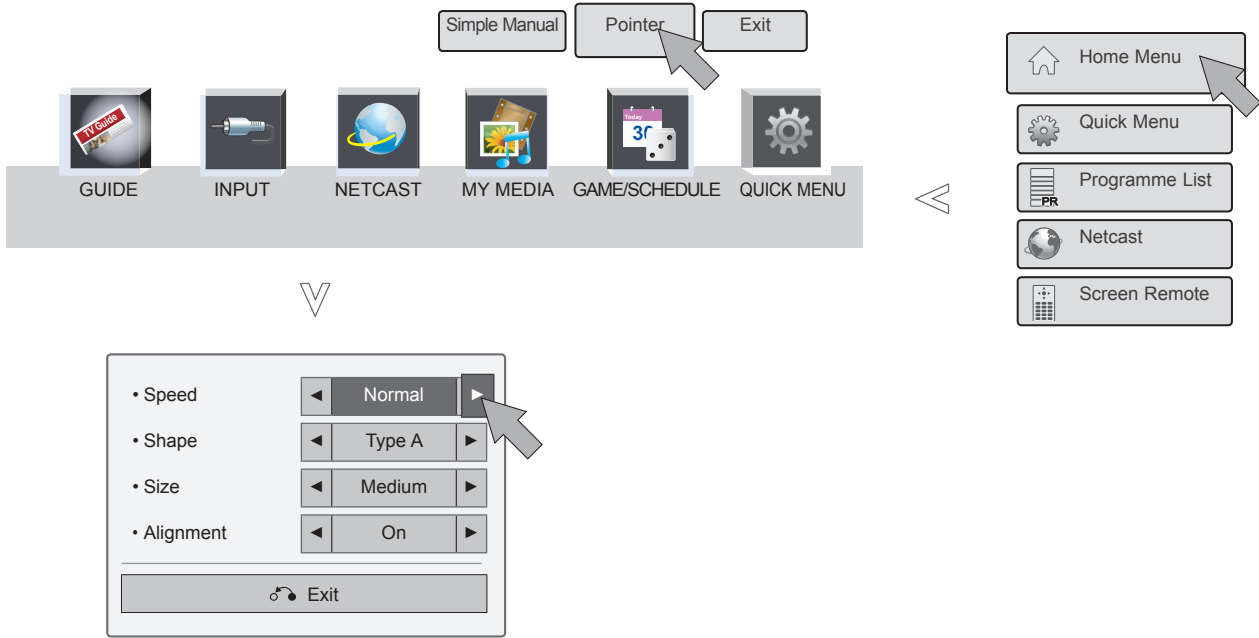 Simple Manual
Pointer
Exit
TV Guide
Today
30
GUIDE
INPUT
NETCAST
MY MEDIA
GAME/SCHEDULE
QUICK MENU
Home Menu
Quick Menu
Programme List
PR
Netcast
Screen Remote
• Speed ◄ Normal ►
• Shape ◄ Type A ►
• Size ◄ Medium ►
• Alignment ◄ On ►
Exit